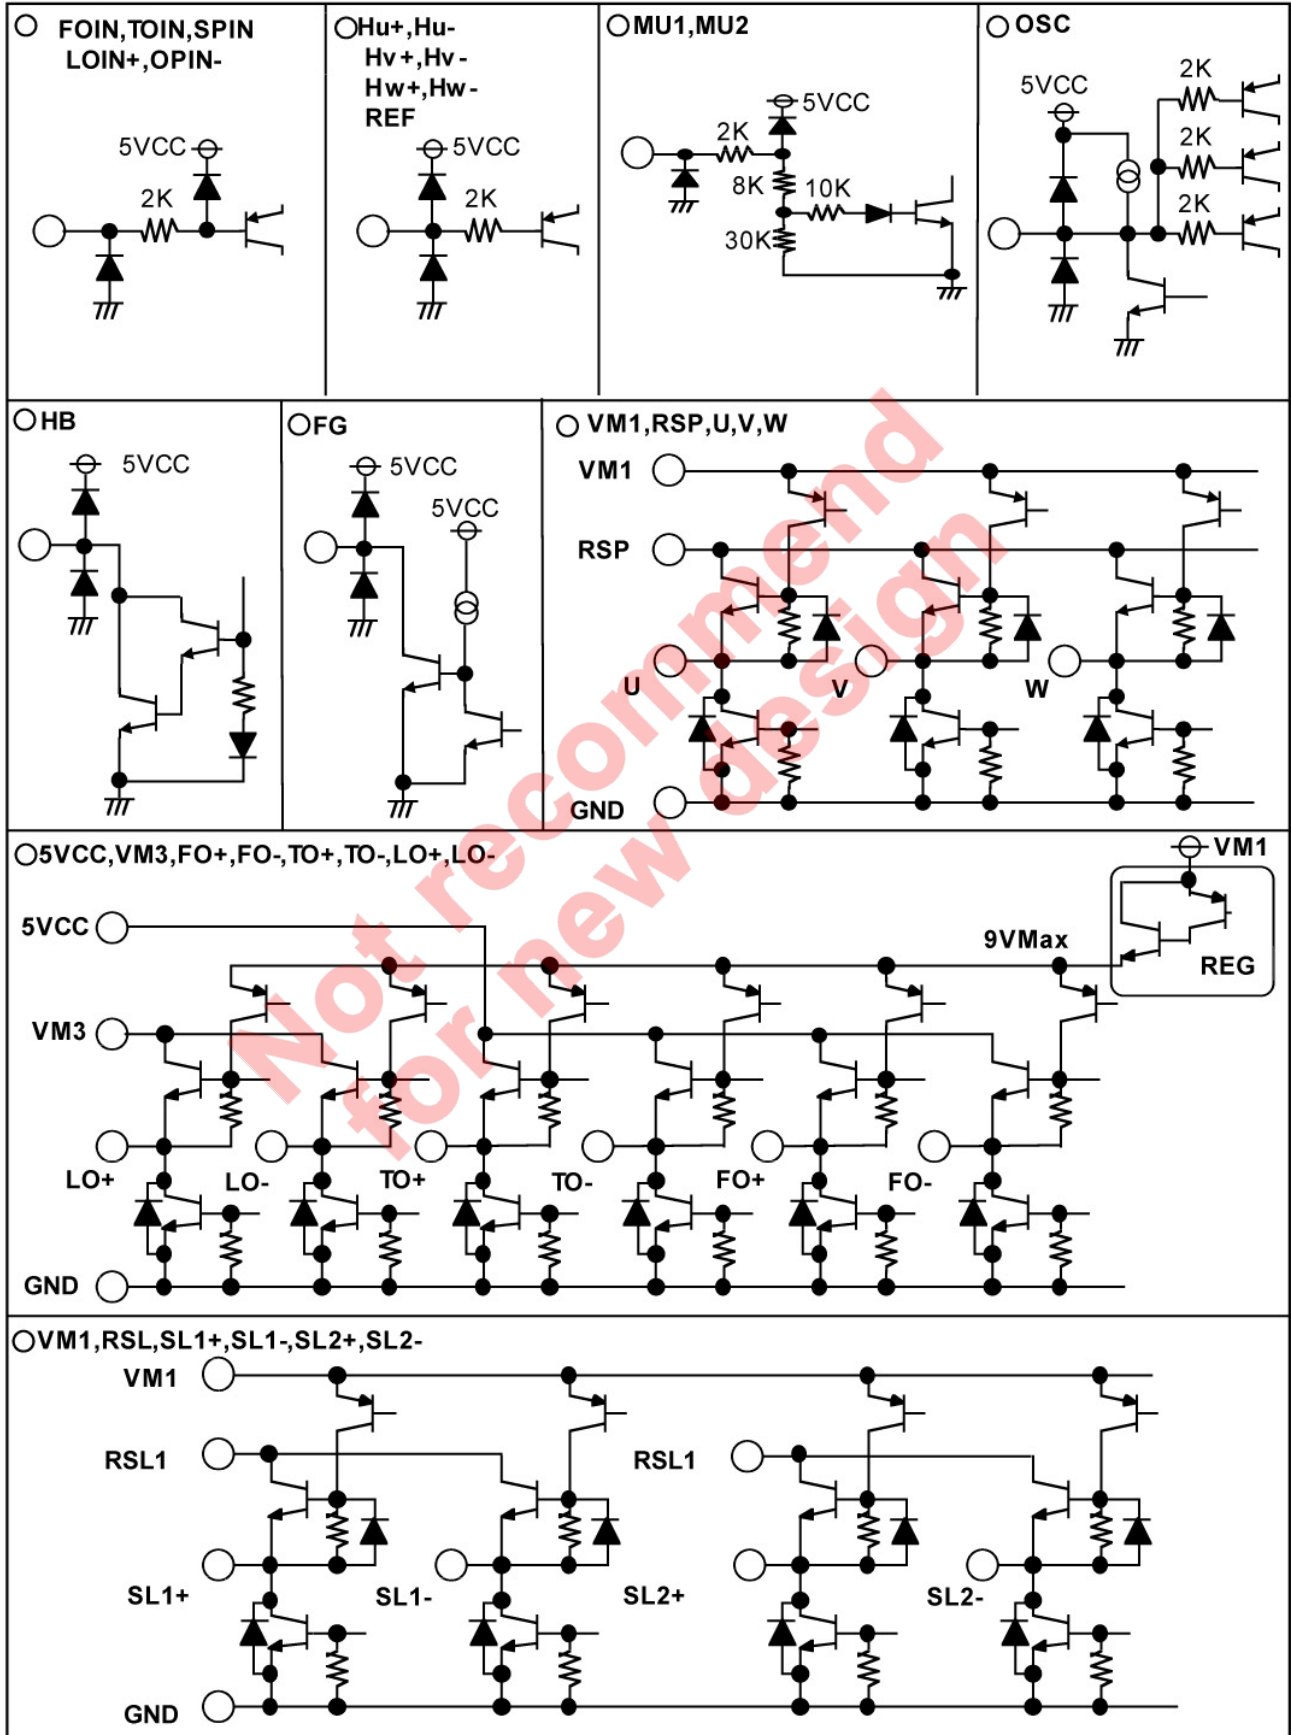 FOIN,TOIN,SPIN
LOIN+,OPIN-
5VCC
2K
Hu+,Hu-
Hv+,Hv-
Hw+,Hw-
REF
5VCC
2K
MU1,MU2
5VCC
2K
8K
10K
30K
OSC
5VCC
2K
2K
2K
HB
5VCC
FG
5VCC
5VCC
VM1,RSP,U,V,W
VM1
RSP
U
V
W
GND
5VCC,VM3,FO+,FO-,TO+,TO-,LO+,LO-
VM1
5VCC
9VMax
REG
VM3
LO+
LO-
TO+
TO-
FO+
FO-
GND
VM1,RSL,SL1+,SL1-,SL2+,SL2-
VM1
RSL1
RSL1
SL1+
SL1-
SL2+
SL2-
GND
Not recommend
for new design